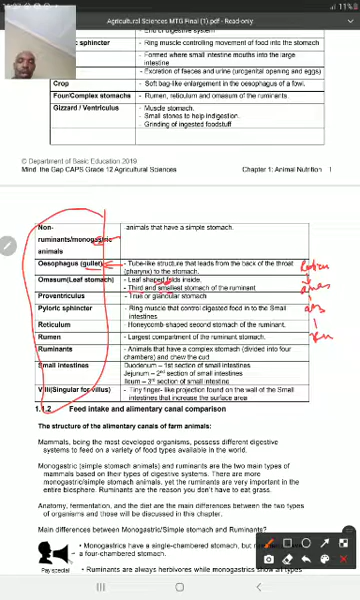 Agricultural Sciences MTG Final (1).pdf - Read-only
11%
End of digestive system
sphincter
Ring muscle controlling movement of food into the stomach
- Formed where small intestine mouths into the large
intestine
- Excretion of faeces and urine (urogenital opening and eggs)
Crop
- Soft bag-like enlargement in the oesophagus of a fowl.
Four/Complex stomachs
- Rumen, reticulum and omasum of the ruminants.
Gizzard / Ventriculus
- Muscle stomach.
- Small stones to help indigestion.
- Grinding of ingested foodstuff
© Department of Basic Education 2019
Mind the Gap CAPS Grade 12 Agricultural Sciences
Chapter 1: Animal Nutrition 1
Non-
ruminants/monogastric
animals
animals that have a simple stomach.
Oesophagus (gullet)
- Tube-like structure that leads from the back of the throat
(pharynx) to the stomach.
Omasum(Leaf stomach)
- Leaf shaped folds inside.
- Third and smallest stomach of the ruminant
Proventriculus
- True or glandular stomach
Pyloric sphincter
- Ring muscle that control digested food in to the Small
intestines
Reticulum
- Honeycomb-shaped second stomach of the ruminant.
Rumen
- Largest compartment of the ruminant stomach.
Ruminants
- Animals that have a complex stomach (divided into four
chambers) and chew the cud
Small intestines
Duodenum – 1st section of small intestines
Jejunum – 2nd section of small intestines
Ileum – 3rd section of small intestine
Villi(Singular for villus)
- Tiny finger-like projection found on the wall of the Small
intestines that increase the surface area
1.1.2 Feed intake and alimentary canal comparison
The structure of the alimentary canals of farm animals:
Mammals, being the most developed organisms, possess different digestive
systems to feed on a variety of food types available in the world.
Monogastric (simple stomach animals) and ruminants are the two main types of
mammals based on their types of digestive systems. There are more
monogastric/simple stomach animals, yet the ruminants are very important in the
entire biosphere. Ruminants are the reason you don't have to eat grass.
Anatomy, fermentation, and the diet are the main differences between the two types
of organisms and those will be discussed in this chapter.
Main differences between Monogastric/Simple stomach and Ruminants?
• Monogastrics have a single-chambered stomach, but
a four-chambered stomach.
Pay special
• Ruminants are always herbivores while monogastrics show all types